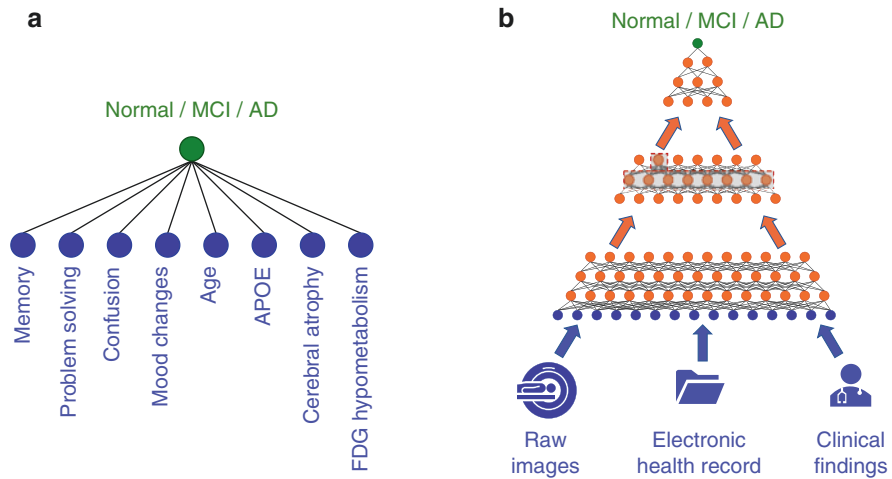 a
Normal / MCI / AD
Memory
Problem solving
Confusion
Mood changes
Age
APOE
Cerebral atrophy
FDG hypometabolism
b
Normal / MCI / AD
Raw
images
Electronic
health record
Clinical
findings